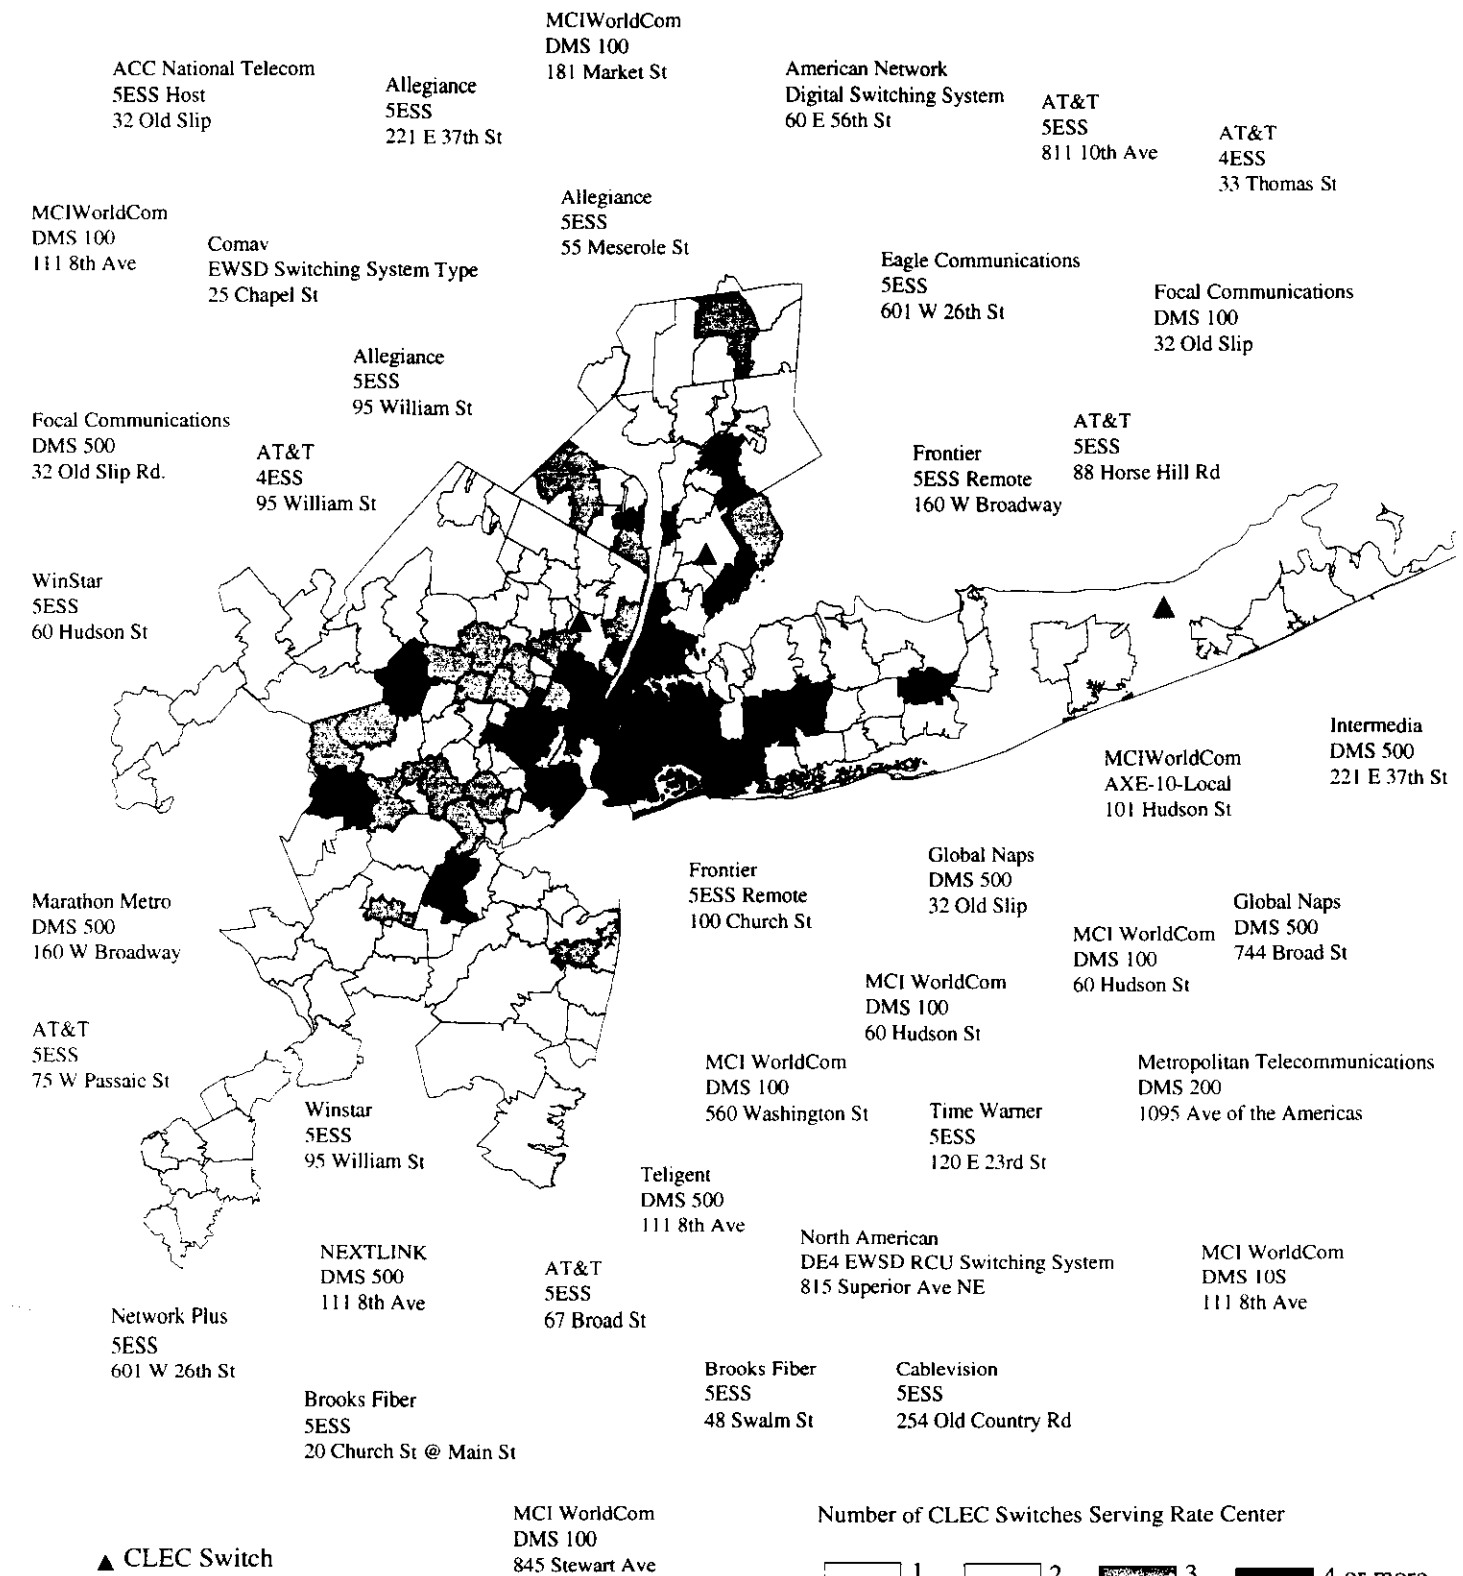 MCIWorldCom
DMS 100
181 Market St
ACC National Telecom
5ESS Host
32 Old Slip
Allegiance
5ESS
221 E 37th St
American Network
Digital Switching System
60 E 56th St
AT&T
5ESS
811 10th Ave
AT&T
4ESS
33 Thomas St
MCIWorldCom
DMS 100
111 8th Ave
Comav
EWSD Switching System Type
25 Chapel St
Allegiance
5ESS
55 Meserole St
Eagle Communications
5ESS
601 W 26th St
Focal Communications
DMS 100
32 Old Slip
Allegiance
5ESS
95 William St
Focal Communications
DMS 500
32 Old Slip Rd.
AT&T
4ESS
95 William St
Frontier
5ESS Remote
160 W Broadway
AT&T
5ESS
88 Horse Hill Rd
WinStar
5ESS
60 Hudson St
Intermedia
DMS 500
221 E 37th St
MCIWorldCom
AXE-10-Local
101 Hudson St
Marathon Metro
DMS 500
160 W Broadway
Frontier
5ESS Remote
100 Church St
Global Naps
DMS 500
32 Old Slip
Global Naps
DMS 500
744 Broad St
MCI WorldCom
DMS 100
60 Hudson St
MCI WorldCom
DMS 100
60 Hudson St
AT&T
5ESS
75 W Passaic St
MCI WorldCom
DMS 100
560 Washington St
Metropolitan Telecommunications
DMS 200
1095 Ave of the Americas
Winstar
5ESS
95 William St
Time Warner
5ESS
120 E 23rd St
Teligent
DMS 500
111 8th Ave
NEXTLINK
DMS 500
111 8th Ave
AT&T
5ESS
67 Broad St
North American
DE4 EWSD RCU Switching System
815 Superior Ave NE
MCI WorldCom
DMS 10S
111 8th Ave
Network Plus
5ESS
601 W 26th St
Brooks Fiber
5ESS
20 Church St @ Main St
Brooks Fiber
5ESS
48 Swalm St
Cablevision
5ESS
254 Old Country Rd
MCI WorldCom
DMS 100
845 Stewart Ave
CLEC Switch
Number of CLEC Switches Serving Rate Center
1 2 3 4 or more